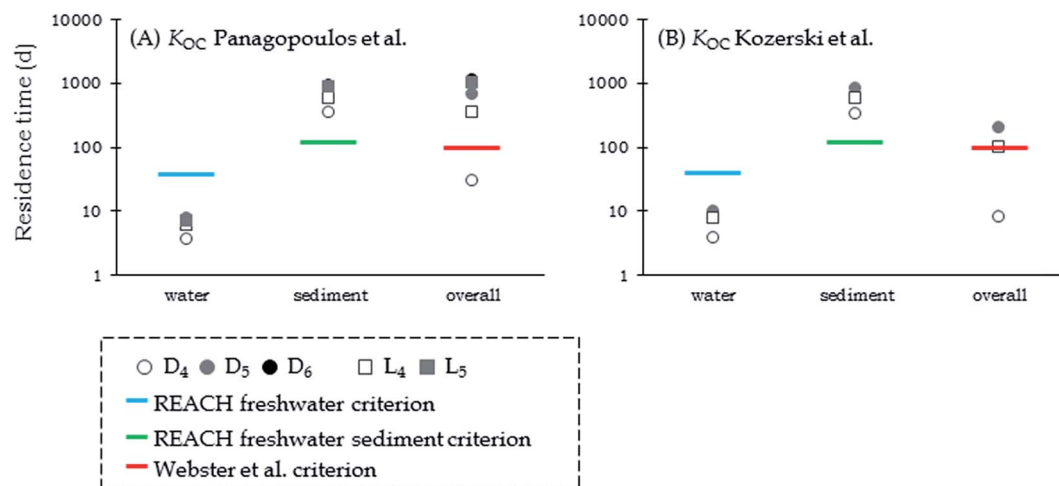 (A) K_OC Panagopoulos et al.
(B) K_OC Kozerski et al.
Residence time (d)
10000
1000
100
10
1
water sediment overall
10000
1000
100
10
1
water sediment overall
D4 D5 D6 L4 L5
REACH freshwater criterion
REACH freshwater sediment criterion
Webster et al. criterion